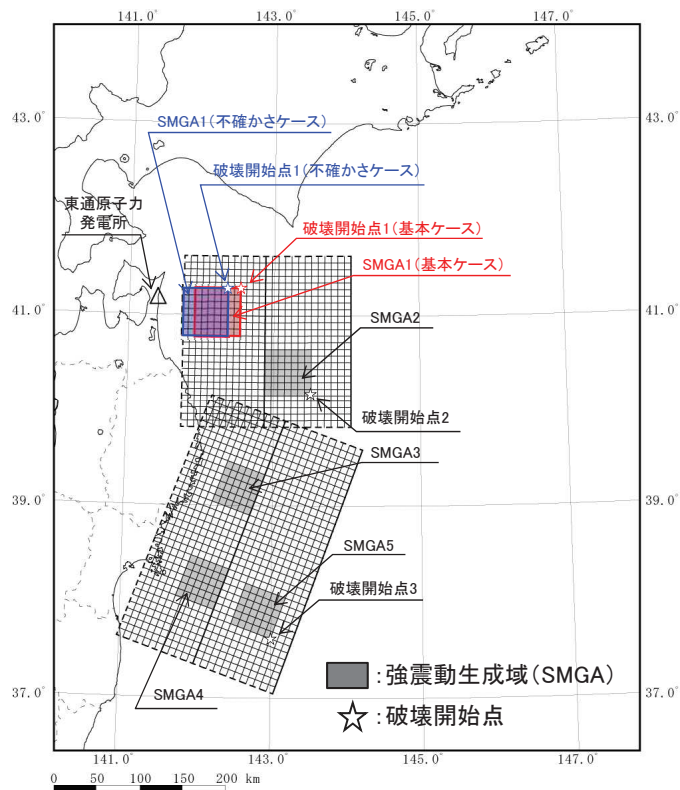 141.0° 143.0° 145.0° 147.0°
43.0° 43.0°
SMGA1(不確かさケース)
破壊開始点1(不確かさケース)
東通原子力
発電所
破壊開始点1(基本ケース)
SMGA1(基本ケース)
41.0° 41.0°
SMGA2
破壊開始点2
SMGA3
39.0° 39.0°
SMGA5
破壊開始点3
:強震動生成域(SMGA)
37.0° 37.0°
SMGA4
:破壊開始点
141.0° 143.0° 145.0° 147.0°
0 50 100 150 200 km